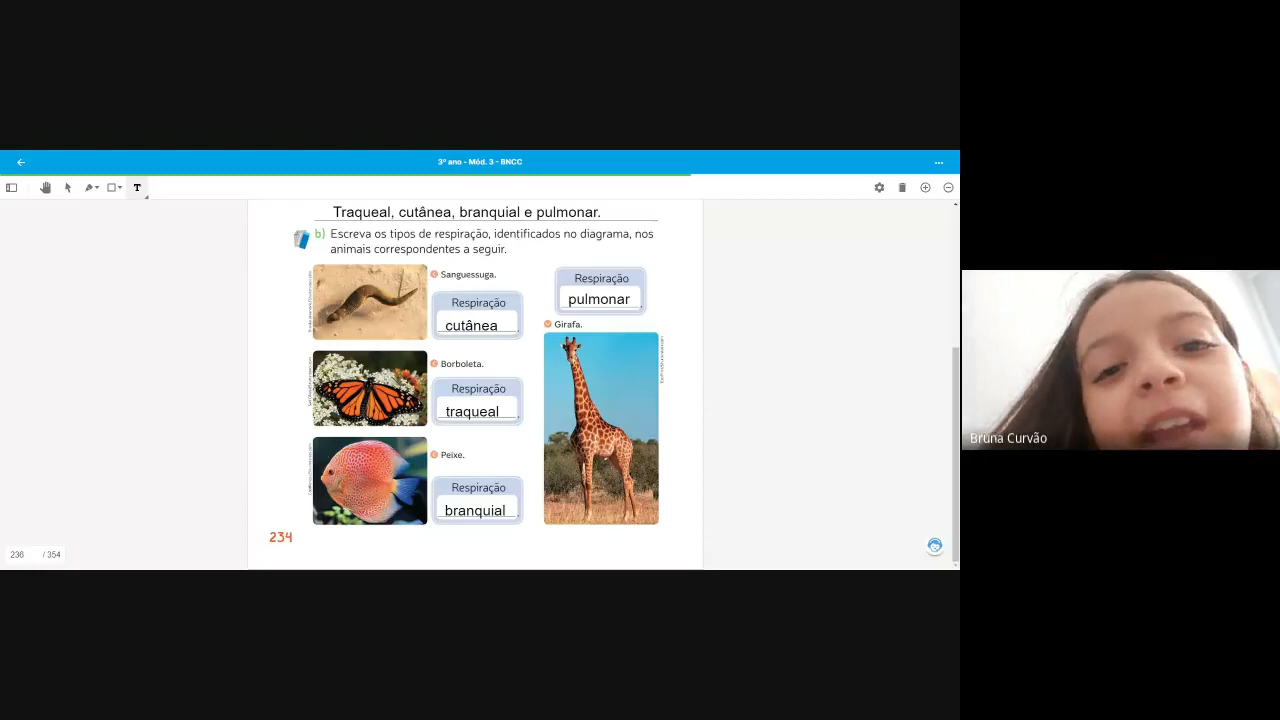 3º ano - Mód. 3 - BNCC
T
Traqueal, cutânea, branquial e pulmonar.
b) Escreva os tipos de respiração, identificados no diagrama, nos
animais correspondentes a seguir.
Sanguessuga.
Respiração
cutânea
Borboleta.
Respiração
traqueal
Peixe.
Respiração
branquial
Respiração
pulmonar
Girafa.
234
236 / 354
Bruna Curvão